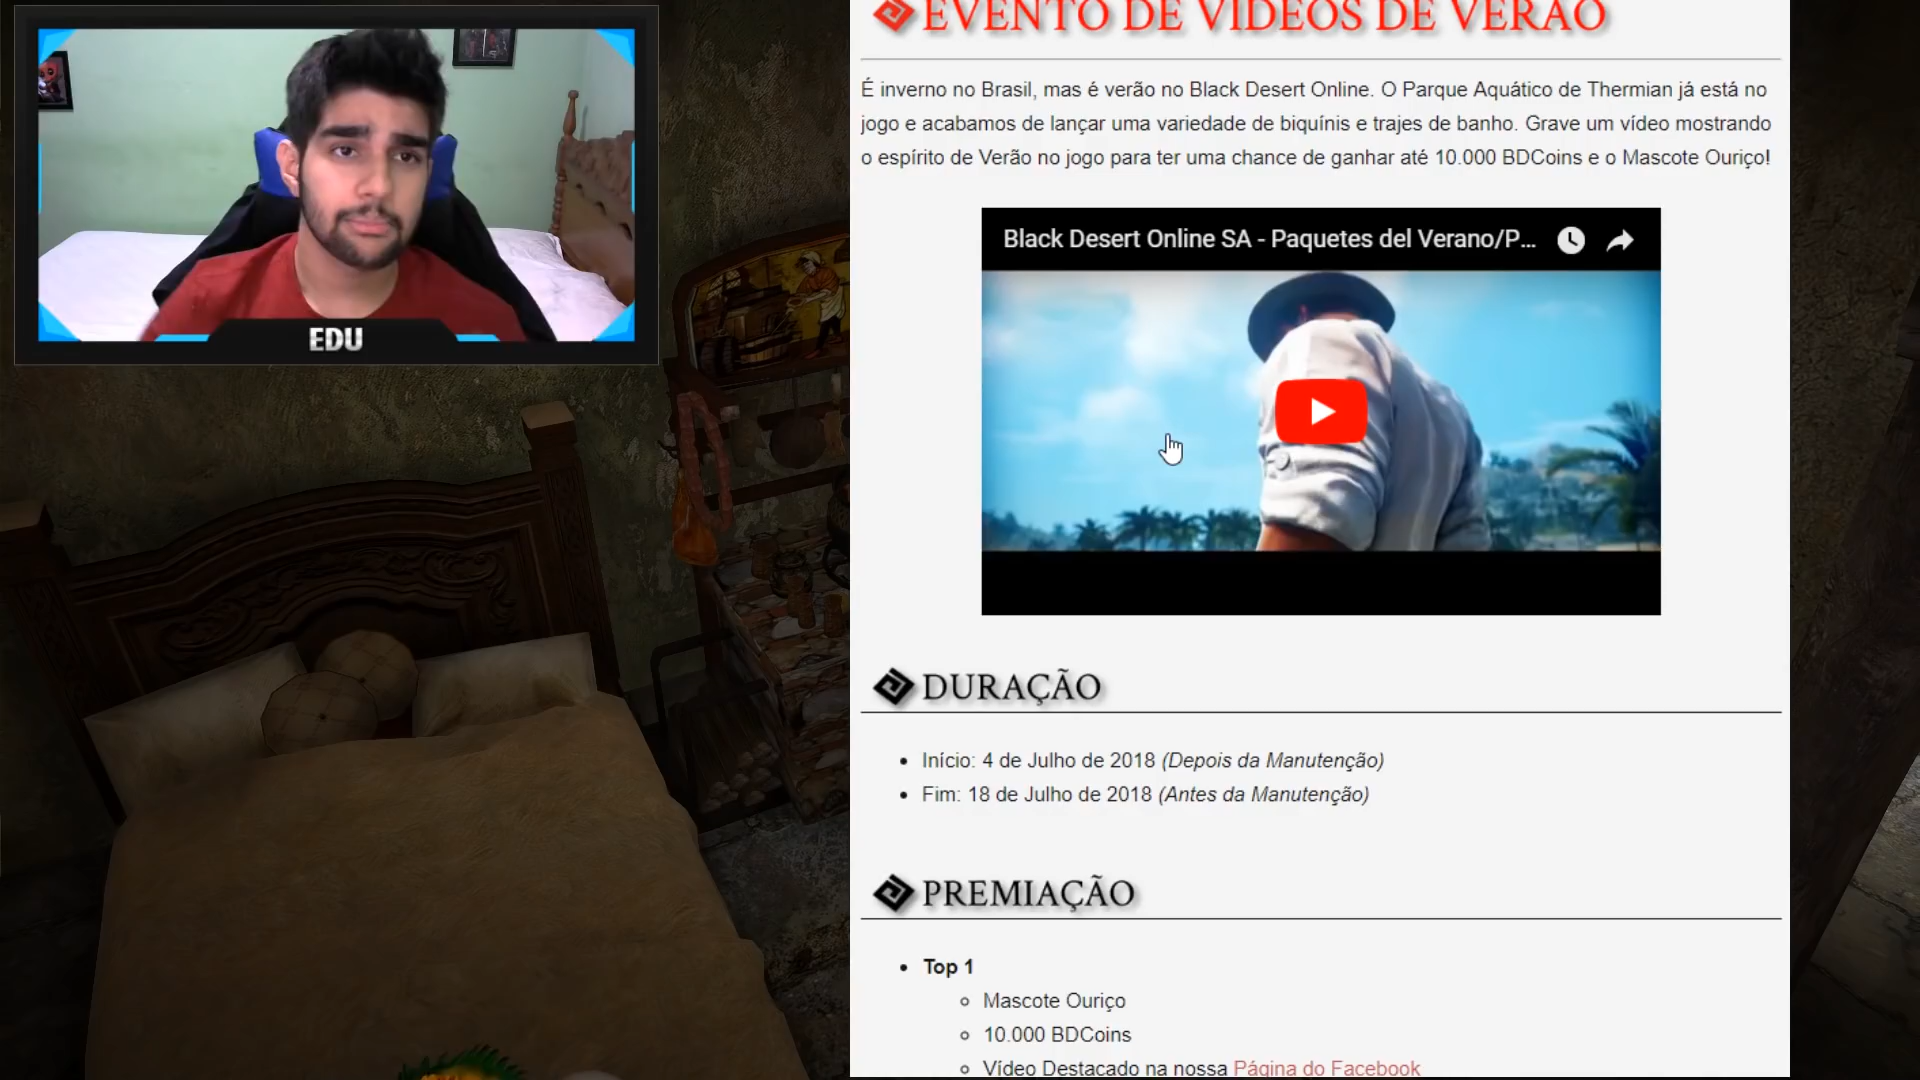 EVENTO DE VÍDEOS DE VERÃO
É inverno no Brasil, mas é verão no Black Desert Online. O Parque Aquático de Thermian já está no
jogo e acabamos de lançar uma variedade de biquínis e trajes de banho. Grave um vídeo mostrando
o espírito de Verão no jogo para ter uma chance de ganhar até 10.000 BDCoins e o Mascote Ouriço!
Black Desert Online SA - Paquetes del Verano/P...
EDU
DURAÇÃO
Início: 4 de Julho de 2018 (Depois da Manutenção)
Fim: 18 de Julho de 2018 (Antes da Manutenção)
PREMIAÇÃO
Top 1
Mascote Ouriço
10.000 BDCoins
Vídeo Destacado na nossa Página do Facebook